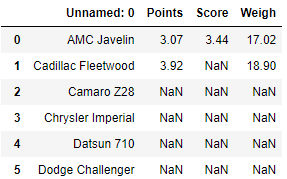 Unnamed: 0 Points Score Weigh
0 AMC Javelin 3.07 3.44 17.02
1 Cadillac Fleetwood 3.92 NaN 18.90
2 Camaro Z28 NaN NaN NaN
3 Chrysler Imperial NaN NaN NaN
4 Datsun 710 NaN NaN NaN
5 Dodge Challenger NaN NaN NaN